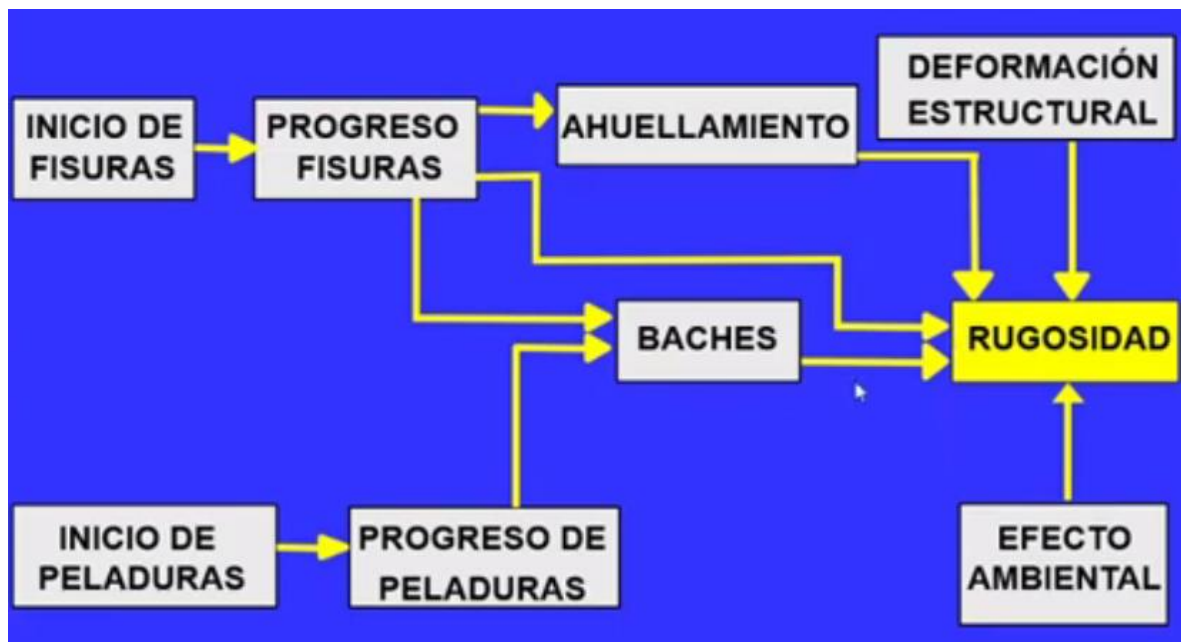 INICIO DE
FISURAS
PROGRESO
FISURAS
AHUELLAMIENTO
DEFORMACIÓN
ESTRUCTURAL
BACHES
RUGOSIDAD
INICIO DE
PELADURAS
PROGRESO DE
PELADURAS
EFECTO
AMBIENTAL